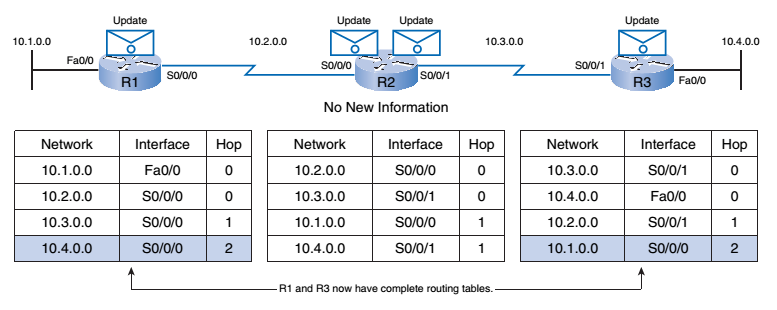 Update Update Update Update
10.1.0.0 10.2.0.0 10.3.0.0 10.4.0.0
Fa0/0 R1 S0/0/0 S0/0/0 R2 S0/0/1 S0/0/1 R3 Fa0/0
No New Information
Network Interface Hop
10.1.0.0 Fa0/0 0
10.2.0.0 S0/0/0 0
10.3.0.0 S0/0/0 1
10.4.0.0 S0/0/0 2
Network Interface Hop
10.2.0.0 S0/0/0 0
10.3.0.0 S0/0/1 0
10.1.0.0 S0/0/0 1
10.4.0.0 S0/0/1 1
Network Interface Hop
10.3.0.0 S0/0/1 0
10.4.0.0 Fa0/0 0
10.2.0.0 S0/0/1 1
10.1.0.0 S0/0/0 2
R1 and R3 now have complete routing tables.